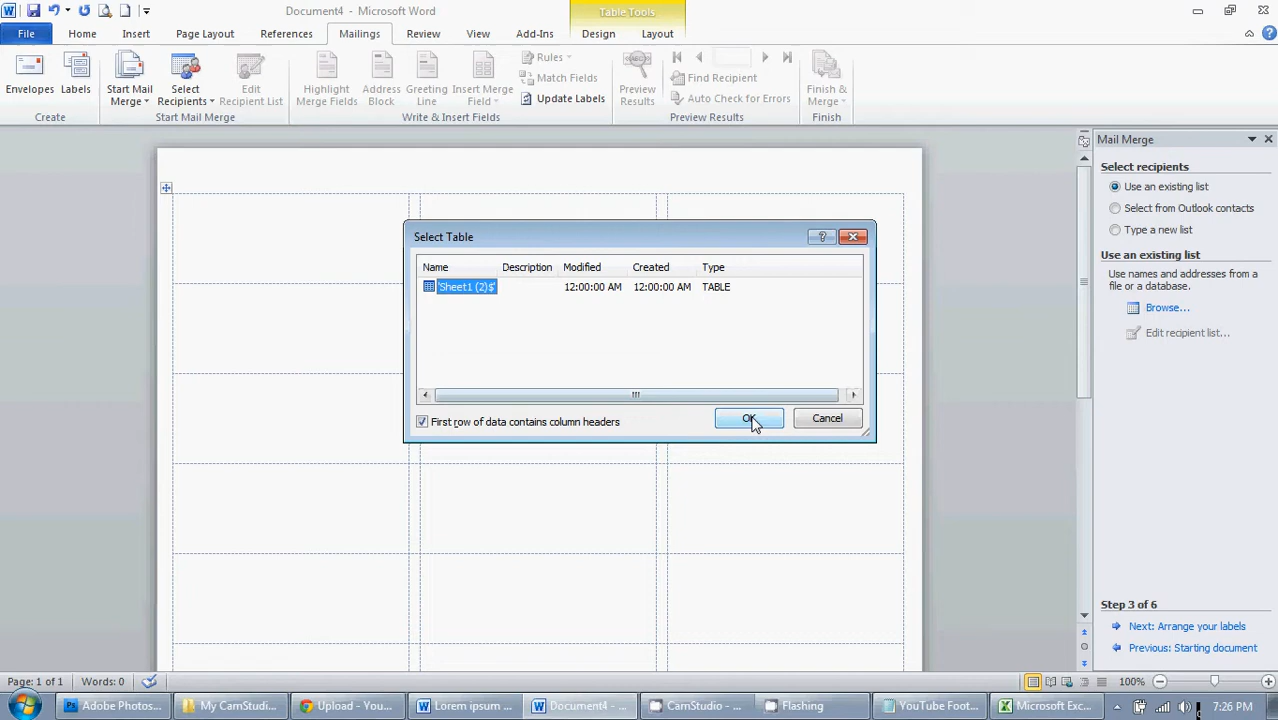 Document4 - Microsoft Word
Table Tools
File Home Insert Page Layout References Mailings Review View Add-Ins Design Layout
Envelopes
Labels
Create
Start Mail
Merge
Select
Recipients
Edit
Recipient List
Start Mail Merge
Highlight
Merge Fields
Address
Block
Greeting
Line
Insert Merge
Field
Rules
Match Fields
Update Labels
Write & Insert Fields
Preview
Results
Find Recipient
Auto Check for Errors
Preview Results
Finish &
Merge
Finish
Select Table
Name Description Modified Created Type
'Sheet1 (2)$' 12:00:00 AM 12:00:00 AM TABLE
First row of data contains column headers
OK
Cancel
Mail Merge
Select recipients
Use an existing list
Select from Outlook contacts
Type a new list
Use an existing list
Use names and addresses from a
file or a database.
Browse...
Edit recipient list...
Step 3 of 6
Next: Arrange your labels
Previous: Starting document
Page: 1 of 1 Words: 0 100%
Adobe Photos... My CamStudi... Upload - You... Lorem ipsum ... Document4 - ... CamStudio - ... Flashing YouTube Foot... Microsoft Exc... 7:26 PM